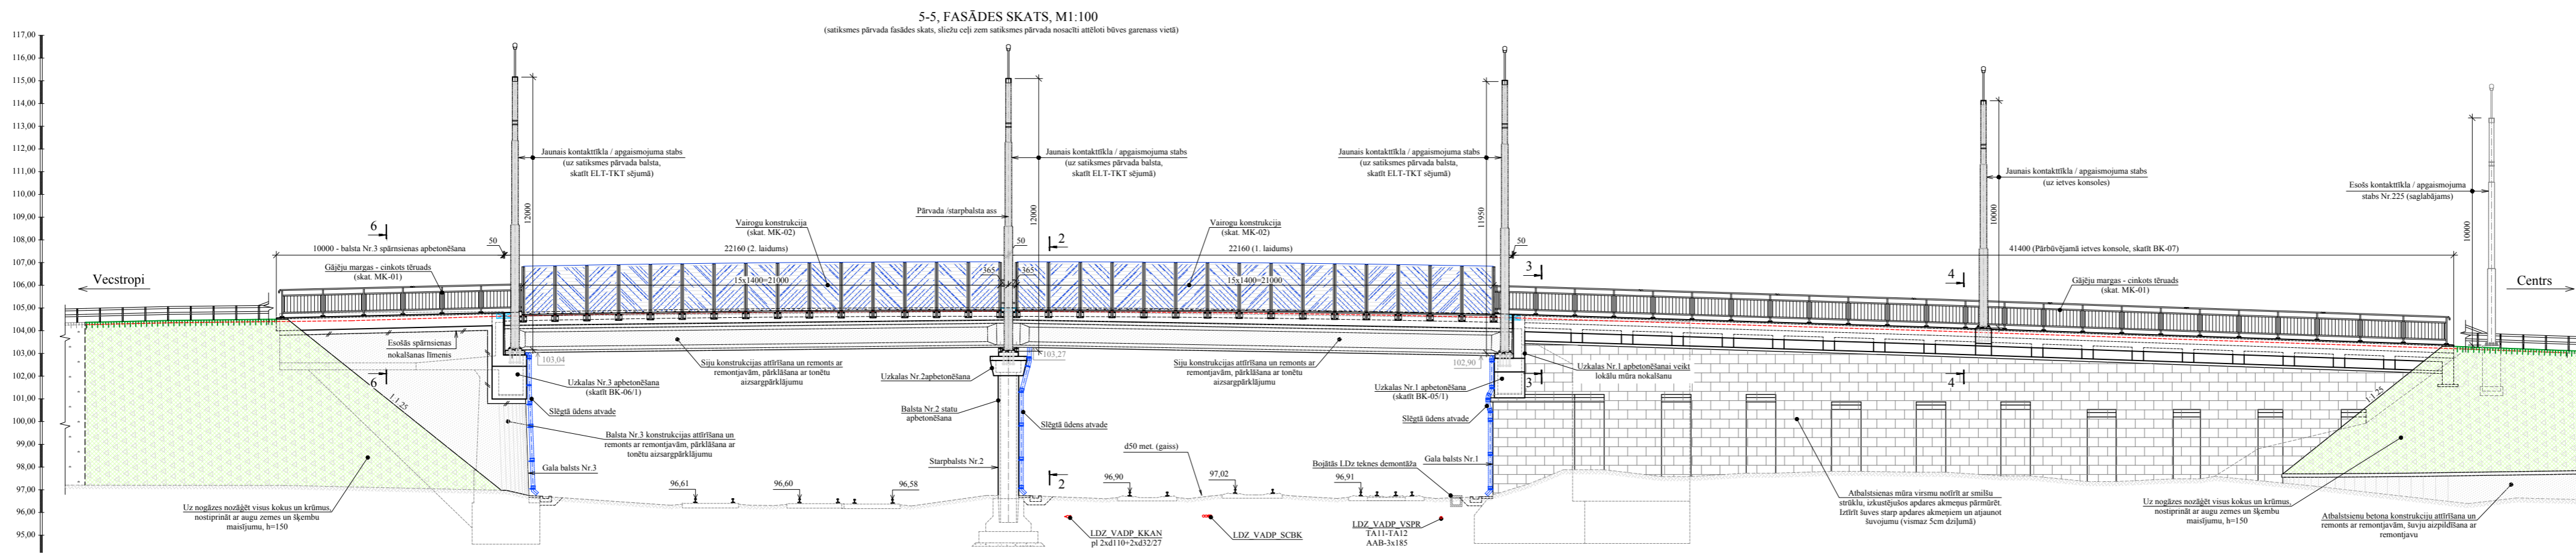 5-5, FASĀDES SKATS, M1:100
(satiksmes pārvada fasādes skats, sliežu ceļi zem satiksmes pārvada nosacīti attēloti būves garenass vietā)
117,00
116,00
115,00
114,00
113,00
112,00
111,00
110,00
109,00
108,00
107,00
106,00
105,00
104,00
103,00
102,00
101,00
100,00
99,00
98,00
97,00
96,00
95,00
Veecstropi
Centrs
6
6
10000 - balsta Nr.3 spārnsienas apbetonēšana
Gājēju margas - cinkots tēruads
(skat. MK-01)
50
12000
Jaunais kontakttīkla / apgaismojuma stabs
(uz satiksmes pārvada balsta,
skatīt ELT-TKT sējumā)
Vairogu konstrukcija
(skat. MK-02)
22160 (2. laidums)
15x1400=21000
Pārvada /starpbalsta ass
365
365
50
12000
2
2
Jaunais kontakttīkla / apgaismojuma stabs
(uz satiksmes pārvada balsta,
skatīt ELT-TKT sējumā)
Vairogu konstrukcija
(skat. MK-02)
22160 (1. laidums)
15x1400=21000
Jaunais kontakttīkla / apgaismojuma stabs
(uz satiksmes pārvada balsta,
skatīt ELT-TKT sējumā)
11950
50
3
3
41400 (Pārbūvējamā ietves konsole, skatīt BK-07)
4
4
Jaunais kontakttīkla / apgaismojuma stabs
(uz ietves konsoles)
10000
Gājēju margas - cinkots tēruads
(skat. MK-01)
Esošs kontakttīkla / apgaismojuma
stabs Nr.225 (saglabājams)
10000
Esošās spārnsienas
nokalšanas līmenis
103,04
103,27
102,90
Siju konstrukcijas attīrīšana un remonts ar
remontjavām, pārklāšana ar tonētu
aizsargpārklājumu
Siju konstrukcijas attīrīšana un remonts ar
remontjavām, pārklāšana ar tonētu
aizsargpārklājumu
Uzkalas Nr.3 apbetonēšana
(skatīt BK-06/1)
Uzkalas Nr.2apbetonēšana
Uzkalas Nr.1 apbetonēšana
(skatīt BK-05/1)
Uzkalas Nr.1 apbetonēšanai veikt
lokālu mūra nokalšanu
1:1.25
1:1.25
Slēgtā ūdens atvade
Balsta Nr.2 statu
apbetonēšana
Slēgtā ūdens atvade
Slēgtā ūdens atvade
Balsta Nr.3 konstrukcijas attīrīšana un
remonts ar remontjavām, pārklāšana ar
tonētu aizsargpārklājumu
Gala balsts Nr.3
Starpbalsts Nr.2
d50 met. (gaiss)
Bojātās LDz teknes demontāža
Gala balsts Nr.1
96,61
96,60
96,58
96,90
97,02
96,91
Uz nogāzes nozāģēt visus kokus un krūmus,
nostiprināt ar augu zemes un šķembu
maisījumu, h=150
LDZ_VADP_KKAN
pl 2xd110+2xd32/27
LDZ_VADP_SCBK
LDZ_VADP_VSPR
TA11-TA12
AAB-3x185
Atbalstsienas mūra virsmu notīrīt ar smilšu
strūklu, izkustējušos apdares akmeņus pārmūrēt.
Iztīrīt šuves starp apdares akmeņiem un atjaunot
šuvojumu (vismaz 5cm dziļumā)
Uz nogāzes nozāģēt visus kokus un krūmus,
nostiprināt ar augu zemes un šķembu
maisījumu, h=150
Atbalstsienu betona konstrukciju attīrīšana un
remonts ar remontjavām, šuvju aizpildīšana ar
remontjavu